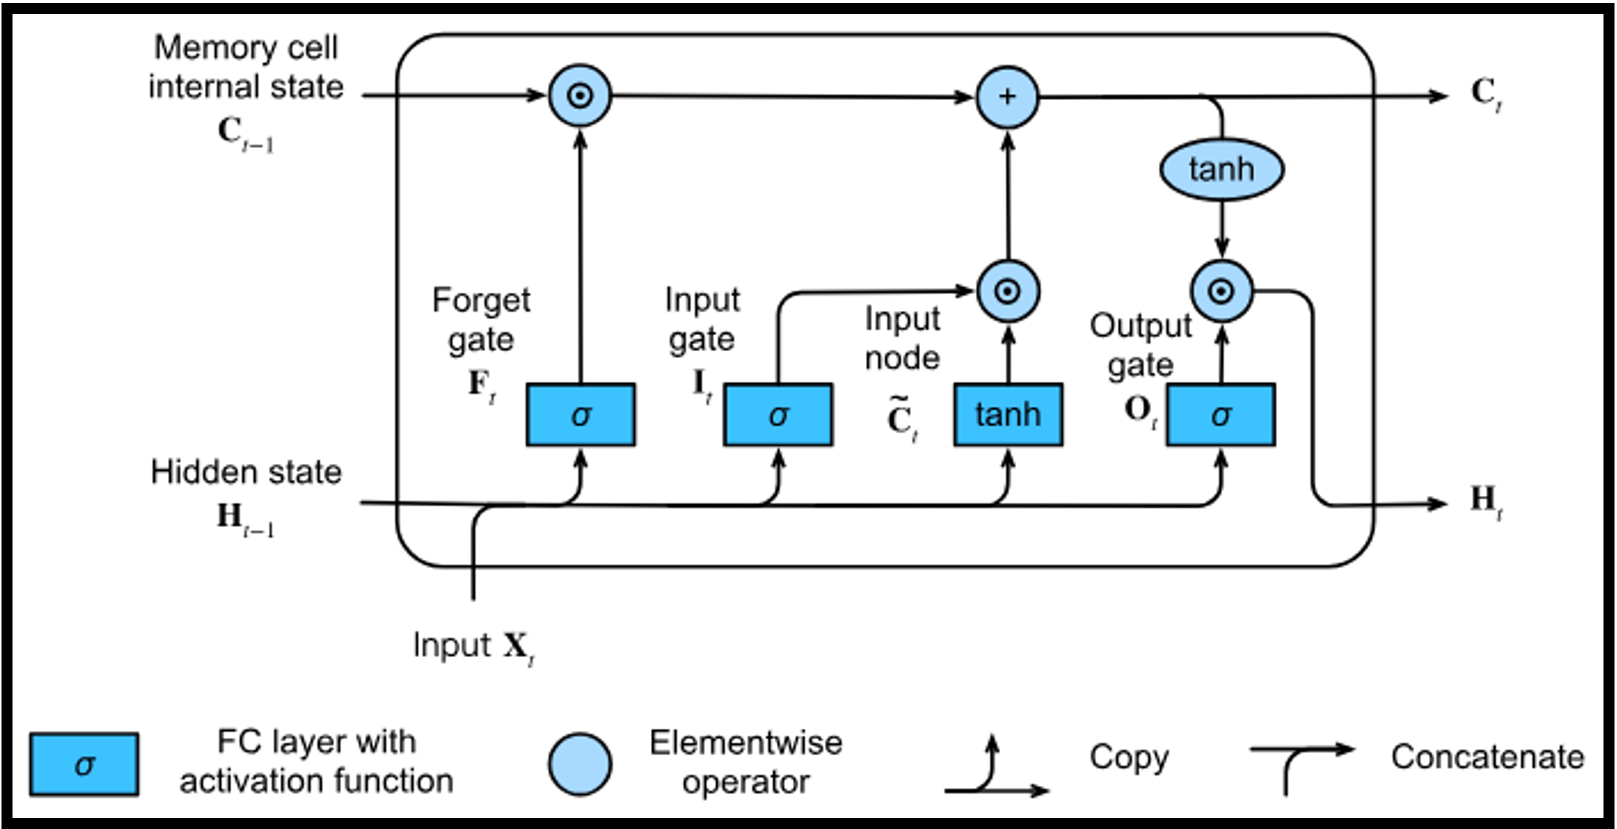 Memory cell
internal state
C_{t−1}
⊙
+
C_t
tanh
Forget
gate
F_t
Input
gate
I_t
⊙
Input
node
C̃_t
⊙
Output
gate
O_t
σ
σ
tanh
σ
Hidden state
H_{t−1}
H_t
Input X_t
σ
FC layer with
activation function
Elementwise
operator
Copy
Concatenate